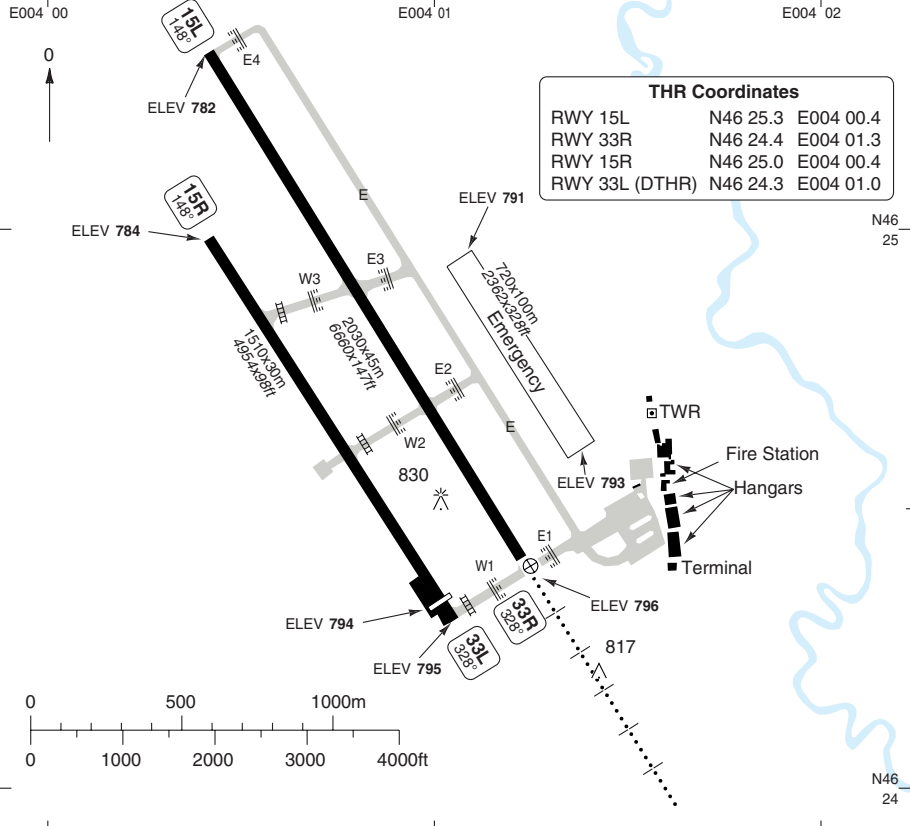 E004 00
E004 01
E004 02
15L
148°
E4
0
ELEV 782
THR Coordinates
RWY 15L N46 25.3 E004 00.4
RWY 33R N46 24.4 E004 01.3
RWY 15R N46 25.0 E004 00.4
RWY 33L (DTHR) N46 24.3 E004 01.0
15R
148°
E
ELEV 791
ELEV 784
N46
25
E3
W3
720x100m
2362x328ft
Emergency
2030x45m
6660x147ft
1510x30m
4954x98ft
E2
TWR
W2
E
Fire Station
830
ELEV 793
Hangars
E1
W1
Terminal
33R
328°
ELEV 796
ELEV 794
33L
328°
817
ELEV 795
0 500 1000m
0 1000 2000 3000 4000ft
N46
24